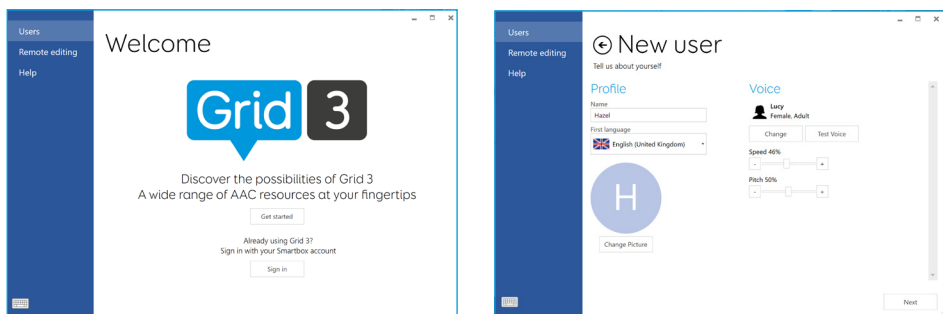 Users
Remote editing
Help
Welcome
Grid 3
Discover the possibilities of Grid 3
A wide range of AAC resources at your fingertips
Get started
Already using Grid 3?
Sign in with your Smartbox account
Sign in
Users
Remote editing
Help
New user
Tell us about yourself
Profile
Name
Hazel
First language
English (United Kingdom)
H
Change Picture
Voice
Lucy
Female, Adult
Change Test Voice
Speed 46%
- +
Pitch 50%
- +
Next